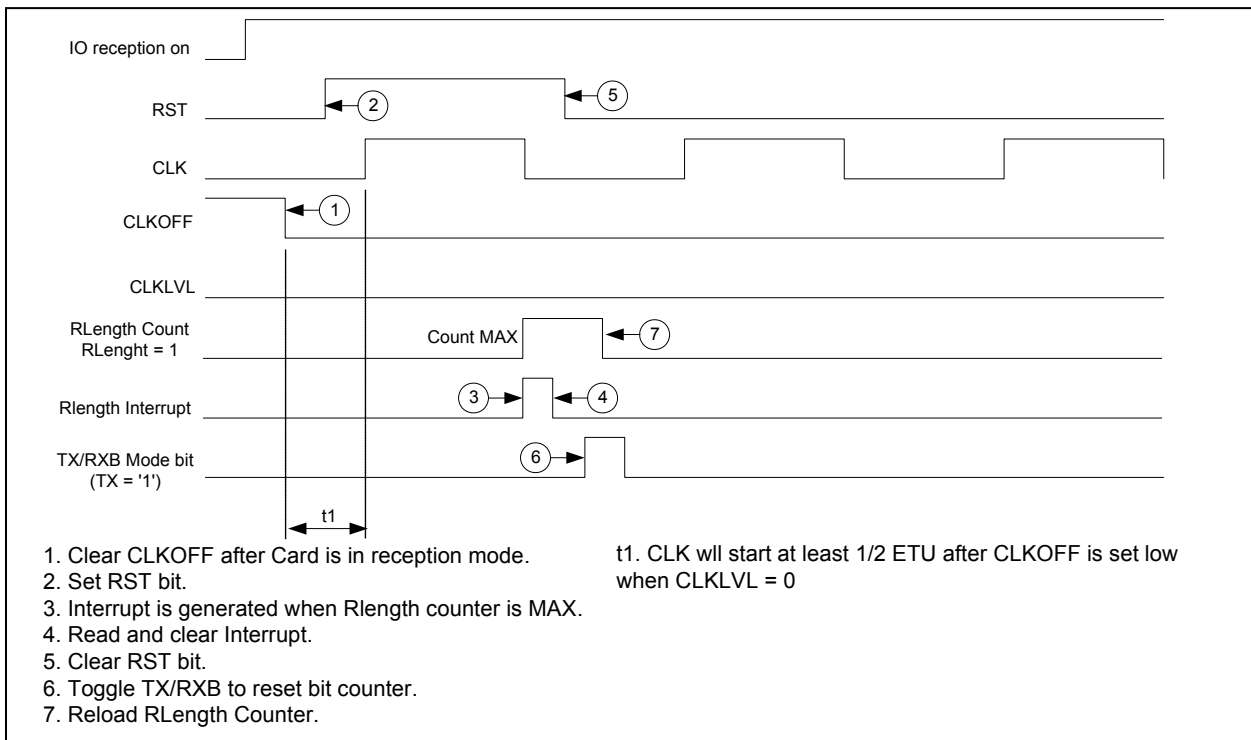 IO reception on
RST
2
5
CLK
CLKOFF
1
CLKLVL
RLength Count
RLenght = 1
Count MAX
7
Rlength Interrupt
3
4
TX/RXB Mode bit
(TX = '1')
6
t1
1. Clear CLKOFF after Card is in reception mode.
2. Set RST bit.
3. Interrupt is generated when Rlength counter is MAX.
4. Read and clear Interrupt.
5. Clear RST bit.
6. Toggle TX/RXB to reset bit counter.
7. Reload RLength Counter.
t1. CLK wll start at least 1/2 ETU after CLKOFF is set low
when CLKLVL = 0